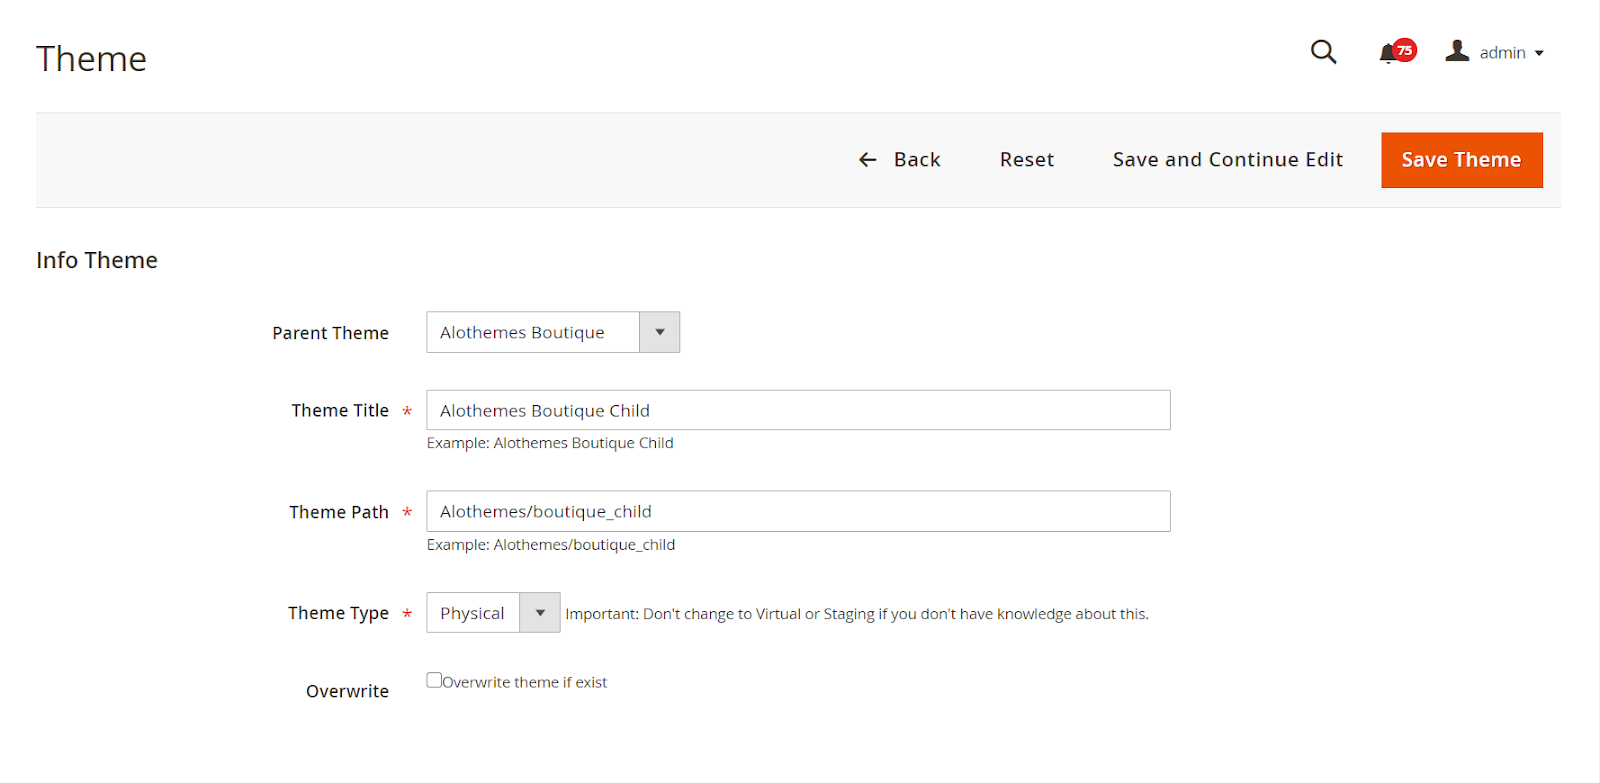 Theme
75
admin
Back
Reset
Save and Continue Edit
Save Theme
Info Theme
Parent Theme
Alothemes Boutique
Theme Title *
Alothemes Boutique Child
Example: Alothemes Boutique Child
Theme Path *
Alothemes/boutique_child
Example: Alothemes/boutique_child
Theme Type *
Physical
Important: Don't change to Virtual or Staging if you don't have knowledge about this.
Overwrite
Overwrite theme if exist